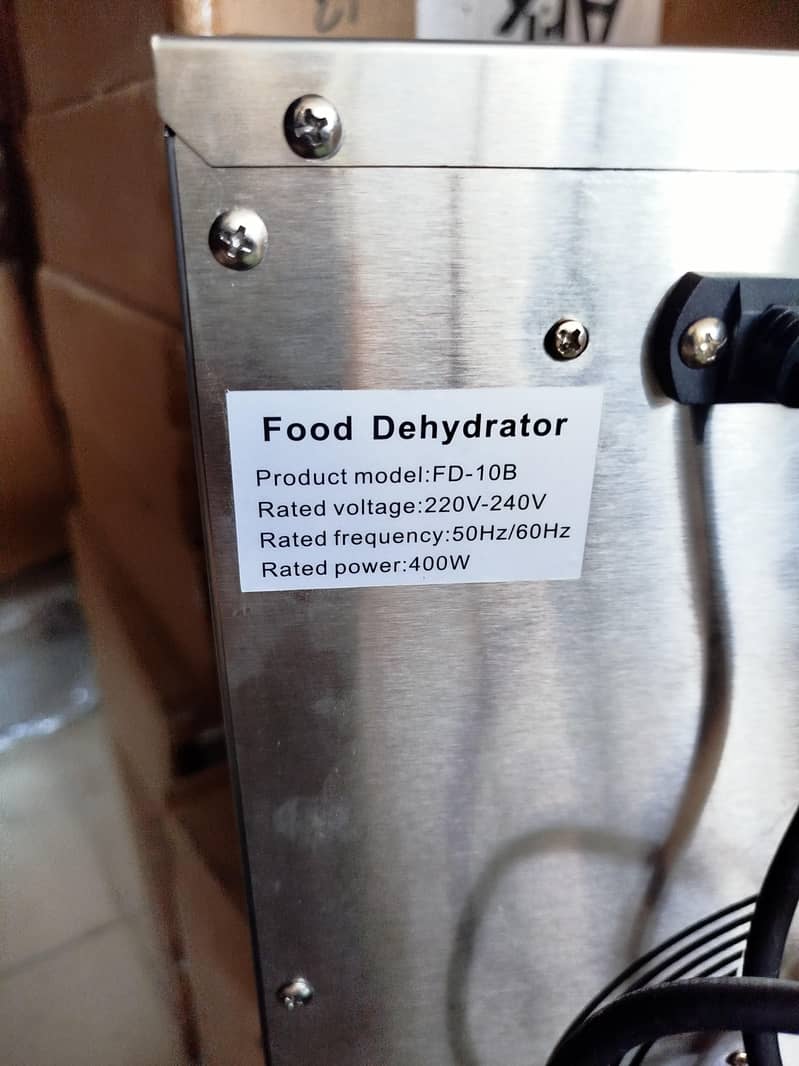 Food Dehydrator
Product model:FD-10B
Rated voltage:220V-240V
Rated frequency:50Hz/60Hz
Rated power:400W